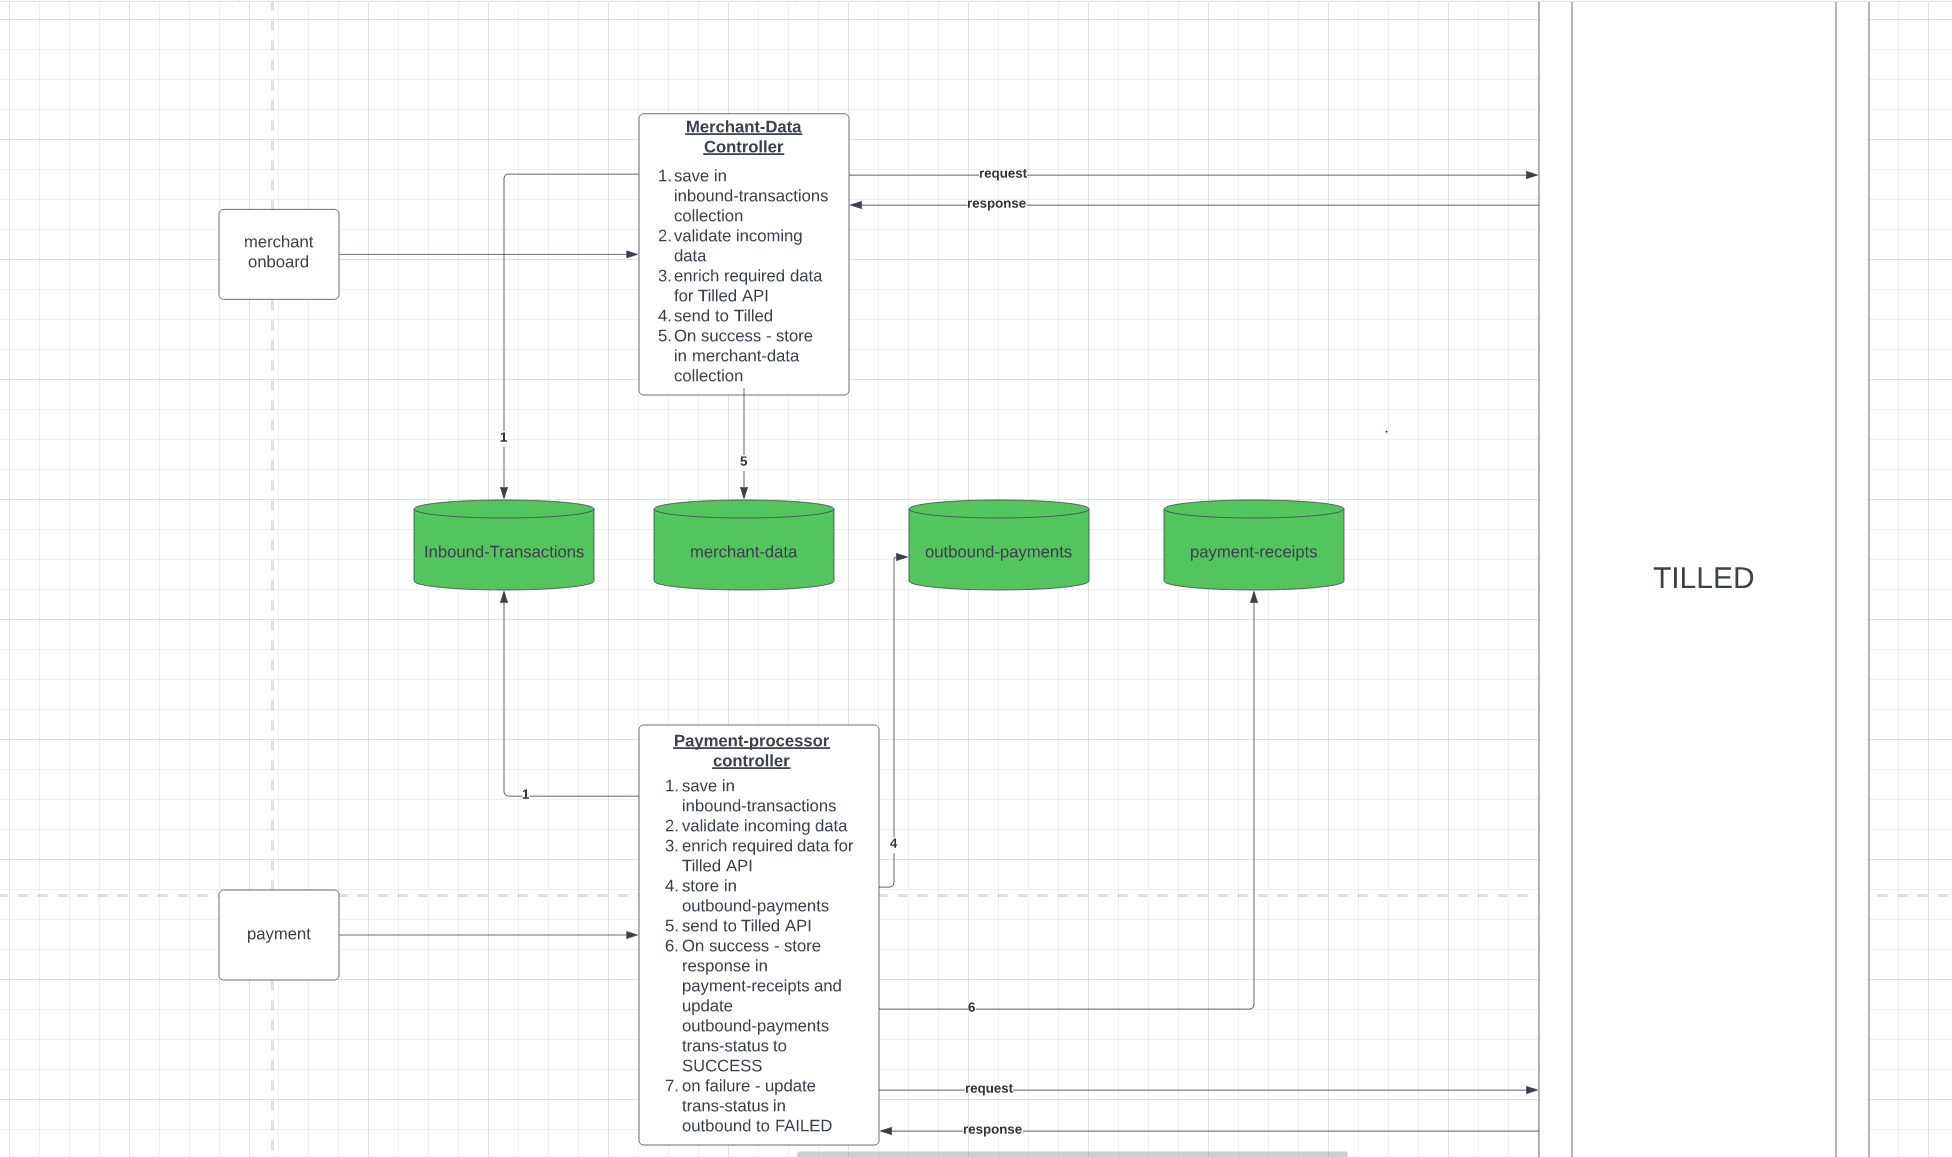 Merchant-Data
Controller
1. save in
inbound-transactions
collection
2. validate incoming
data
3. enrich required data
for Tilled API
4. send to Tilled
5. On success - store
in merchant-data
collection
request
response
merchant
onboard
1
5
Inbound-Transactions
merchant-data
outbound-payments
payment-receipts
TILLED
Payment-processor
controller
1. save in
inbound-transactions
2. validate incoming data
3. enrich required data for
Tilled API
4. store in
outbound-payments
5. send to Tilled API
6. On success - store
response in
payment-receipts and
update
outbound-payments
trans-status to
SUCCESS
7. on failure - update
trans-status in
outbound to FAILED
1
4
payment
6
request
response